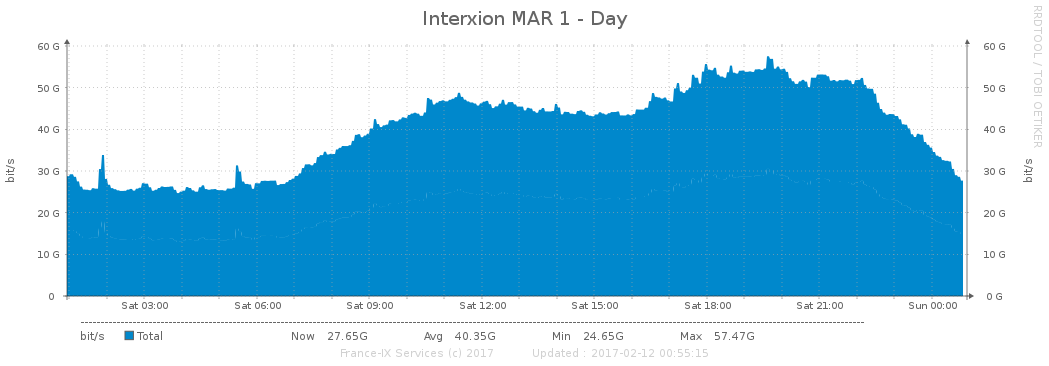 Interxion MAR 1 - Day
RRDTOOL / TOBI OETIKER
bit/s
bit/s
60 G 60 G
50 G 50 G
40 G 40 G
30 G 30 G
20 G 20 G
10 G 10 G
0 0 G
Sat 03:00 Sat 06:00 Sat 09:00 Sat 12:00 Sat 15:00 Sat 18:00 Sat 21:00 Sun 00:00
bit/s Total Now 27.65G Avg 40.35G Min 24.65G Max 57.47G
France-IX Services (c) 2017 Updated : 2017-02-12 00:55:15